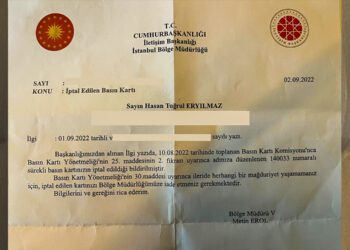 T.C.
CUMHURBAŞKANLIĞI
İletişim Başkanlığı
İstanbul Bölge Müdürlüğü
SAYI :
KONU : İptal Edilen Basın Kartı
02.09.2022
Sayın Hasan Tuğrul ERYILMAZ
İlgi : 01.09.2022 tarihli v
sayılı yazı.
Başkanlığımızdan alınan İlgi yazıda, 10.08.2022 tarihinde toplanan Basın Kartı Komisyonu'nca
Basın Kartı Yönetmeliği'nin 25. maddesinin 2. fıkrası uyarınca adınıza düzenlenen 140033 numaralı
sürekli basın kartınızın iptal edildiği bildirilmiştir.
Basın Kartı Yönetmeliği'nin 30.maddesi uyarınca ileride herhangi bir mağduriyet yaşamamanız
için, iptal edilen kartınızı Bölge Müdürlüğümüze iade etmeniz gerekmektedir.
Bilgilerini ve gereğini rica ederim.
Bölge Müdürü V
Metin EROL